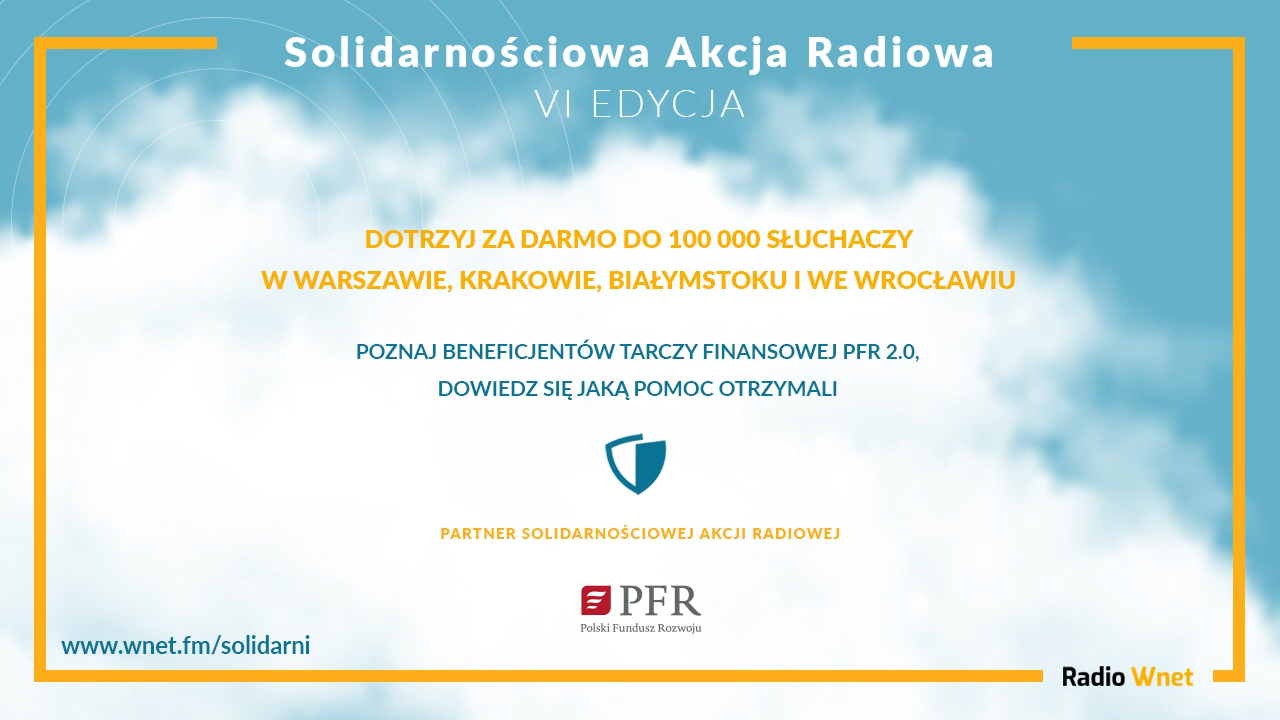 Solidarnościowa Akcja Radiowa
VI EDYCJA
DOTRZYJ ZA DARMO DO 100 000 SŁUCHACZY
W WARSZAWIE, KRAKOWIE, BIAŁYMSTOKU I WE WROCŁAWIU
POZNAJ BENEFICJENTÓW TARCZY FINANSOWEJ PFR 2.0,
DOWIEDZ SIĘ JAKĄ POMOC OTRZYMALI
PARTNER SOLIDARNOŚCIOWEJ AKCJI RADIOWEJ
PFR
Polski Fundusz Rozwoju
www.wnet.fm/solidarni
Radio Wnet